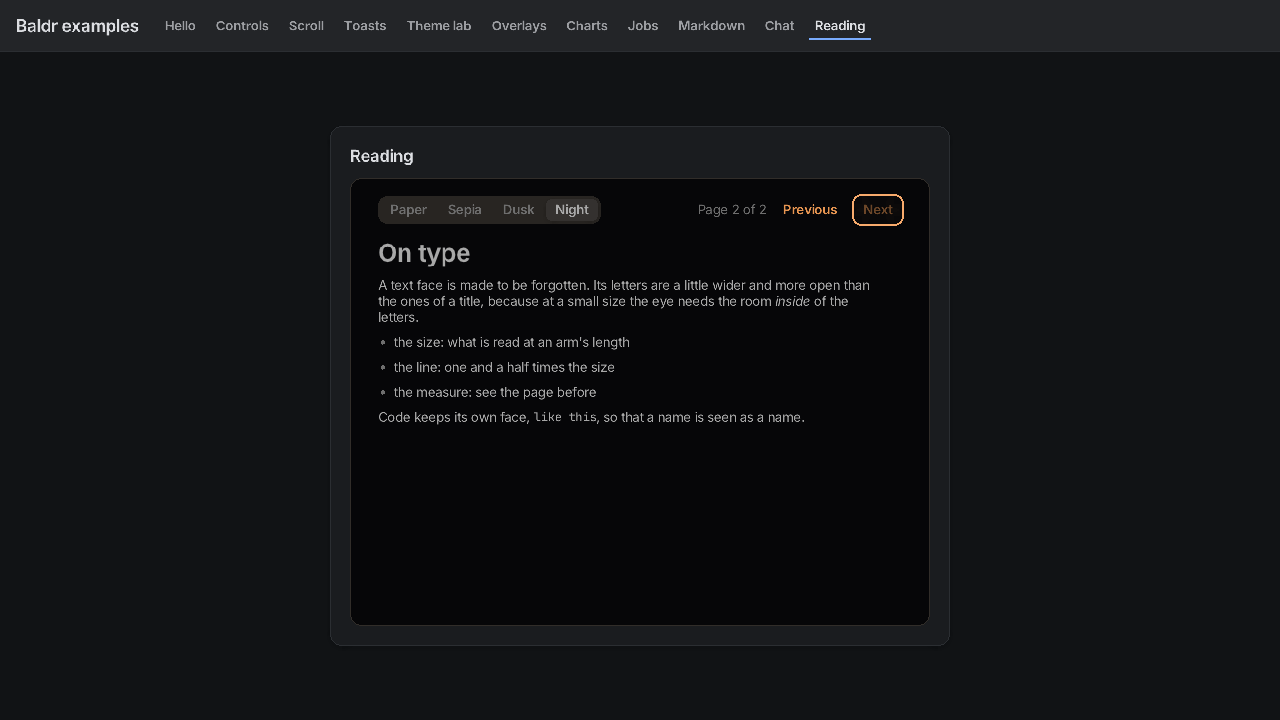 Baldr examples Hello Controls Scroll Toasts Theme lab Overlays Charts Jobs Markdown Chat Reading
Reading
Paper Sepia Dusk Night Page 2 of 2 Previous Next
On type
A text face is made to be forgotten. Its letters are a little wider and more open than
the ones of a title, because at a small size the eye needs the room inside of the
letters.
• the size: what is read at an arm's length
• the line: one and a half times the size
• the measure: see the page before
Code keeps its own face, like this, so that a name is seen as a name.